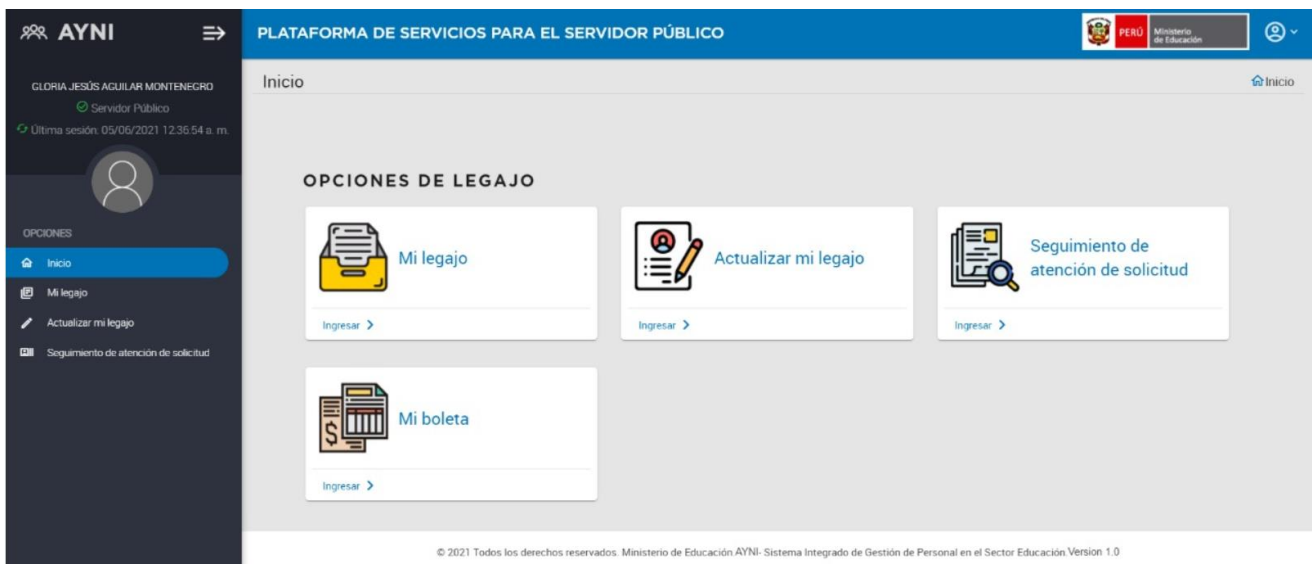 AYNI
PLATAFORMA DE SERVICIOS PARA EL SERVIDOR PÚBLICO
PERÚ
Ministerio
de Educación
GLORIA JESÚS AGUILAR MONTENEGRO
Servidor Público
Última sesión: 05/06/2021 12:36:54 a. m.
OPCIONES
Inicio
Mi legajo
Actualizar mi legajo
Seguimiento de atención de solicitud
Inicio
Inicio
OPCIONES DE LEGAJO
Mi legajo
Ingresar
Actualizar mi legajo
Ingresar
Seguimiento de
atención de solicitud
Ingresar
Mi boleta
Ingresar
© 2021 Todos los derechos reservados. Ministerio de Educación AYNI- Sistema Integrado de Gestión de Personal en el Sector Educación.Version 1.0